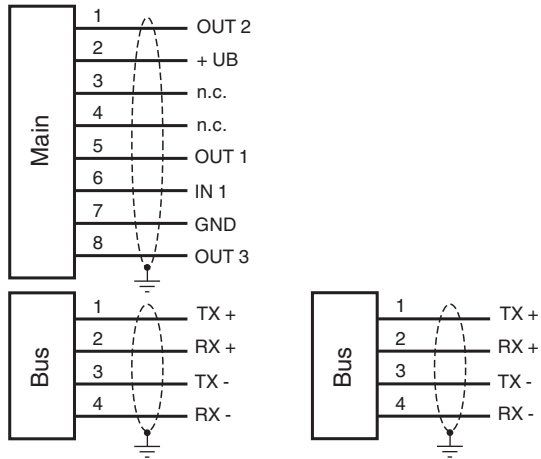 Main
1 OUT 2
2 + UB
3 n.c.
4 n.c.
5 OUT 1
6 IN 1
7 GND
8 OUT 3
Bus
1 TX +
2 RX +
3 TX -
4 RX -
Bus
1 TX +
2 RX +
3 TX -
4 RX -